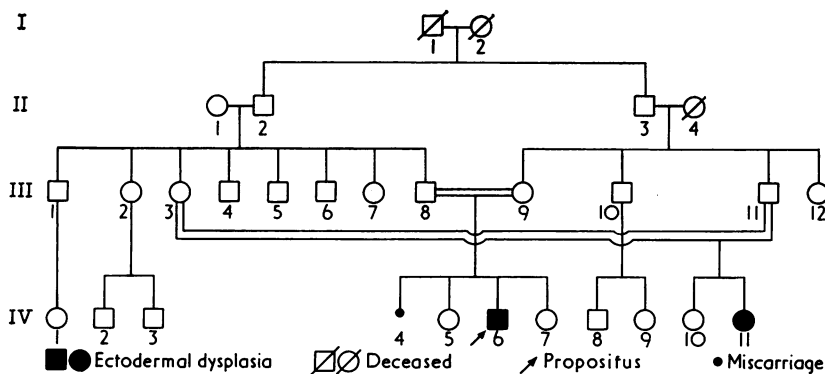 I
1 2
II
1 2 3 4
III
1 2 3 4 5 6 7 8 9 10 11 12
IV
1 2 3 4 5 6 7 8 9 10 11
Ectodermal dysplasia Deceased Propositus Miscarriage